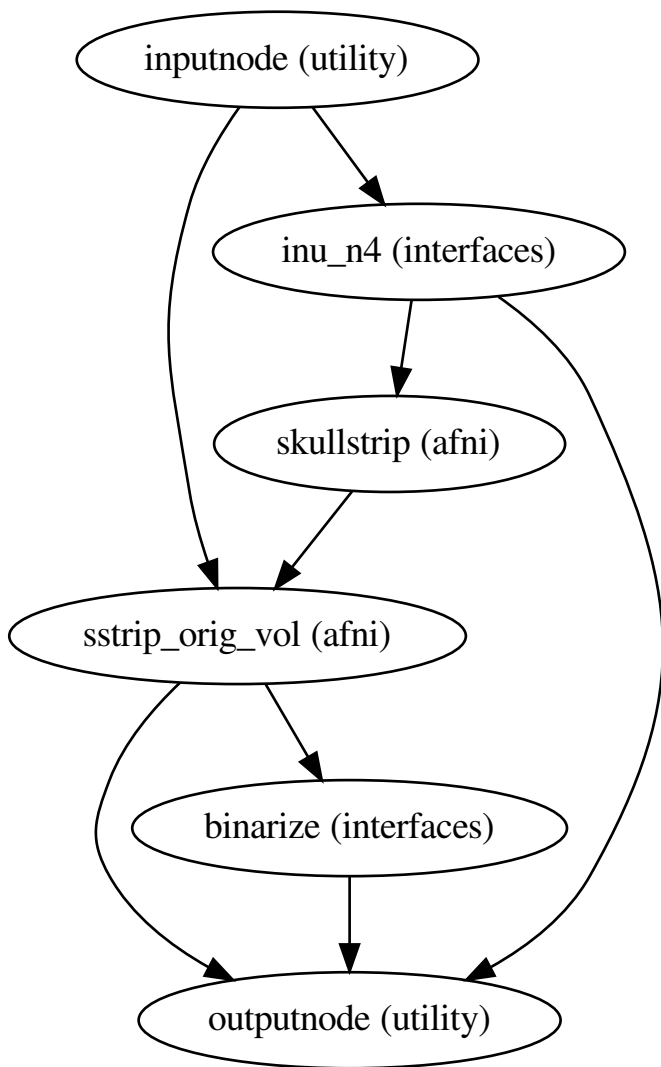 inputnode (utility)
inu_n4 (interfaces)
skullstrip (afni)
sstrip_orig_vol (afni)
binarize (interfaces)
outputnode (utility)